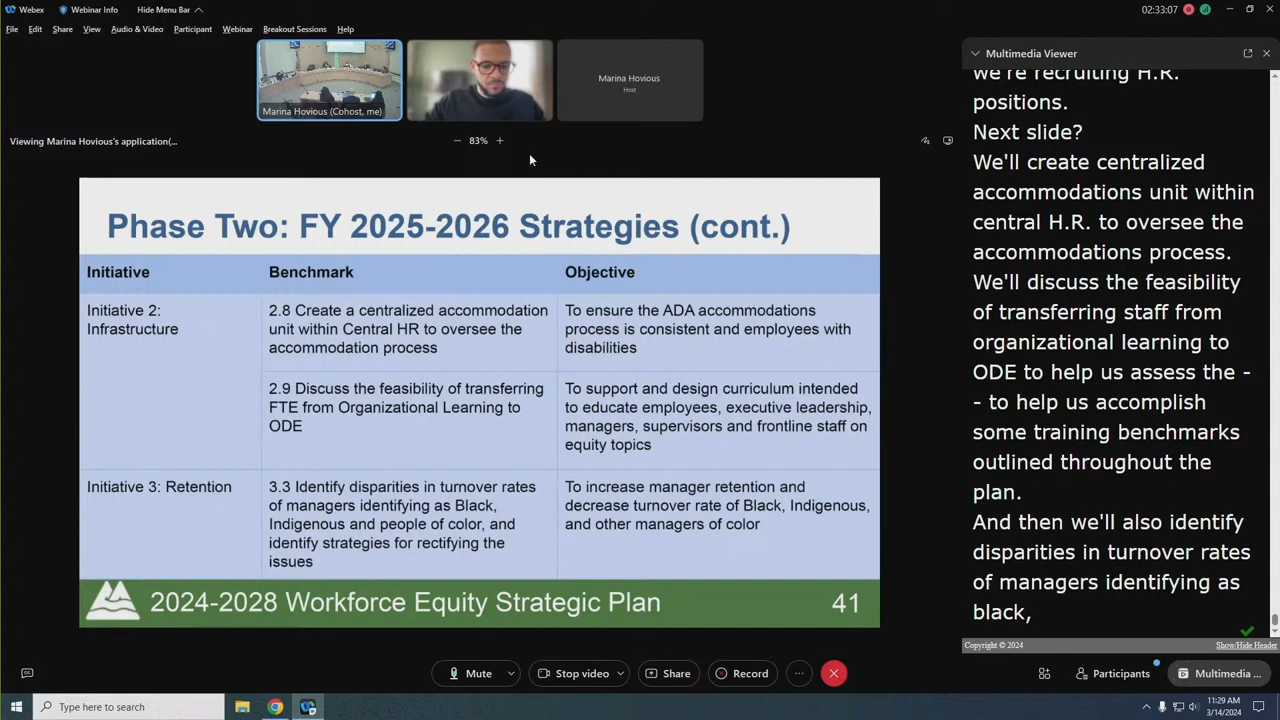 Webex
Webinar Info
Hide Menu Bar
02:33:07
File Edit Share View Audio & Video Participant Webinar Breakout Sessions Help
Marina Hovious (Cohost, me)
Marina Hovious
Host
Viewing Marina Hovious's application(...
83%
Phase Two: FY 2025-2026 Strategies (cont.)
Initiative
Benchmark
Objective
Initiative 2:
Infrastructure
2.8 Create a centralized accommodation
unit within Central HR to oversee the
accommodation process
To ensure the ADA accommodations
process is consistent and employees with
disabilities
2.9 Discuss the feasibility of transferring
FTE from Organizational Learning to
ODE
To support and design curriculum intended
to educate employees, executive leadership,
managers, supervisors and frontline staff on
equity topics
Initiative 3: Retention
3.3 Identify disparities in turnover rates
of managers identifying as Black,
Indigenous and people of color, and
identify strategies for rectifying the
issues
To increase manager retention and
decrease turnover rate of Black, Indigenous,
and other managers of color
2024-2028 Workforce Equity Strategic Plan
41
Multimedia Viewer
we're recruiting H.R.
positions.
Next slide?
We'll create centralized
accommodations unit within
central H.R. to oversee the
accommodations process.
We'll discuss the feasibility
of transferring staff from
organizational learning to
ODE to help us assess the -
- to help us accomplish
some training benchmarks
outlined throughout the
plan.
And then we'll also identify
disparities in turnover rates
of managers identifying as
black,
Copyright © 2024
Show/Hide Header
Mute
Stop video
Share
Record
Participants
Multimedia ...
Type here to search
11:29 AM
3/14/2024